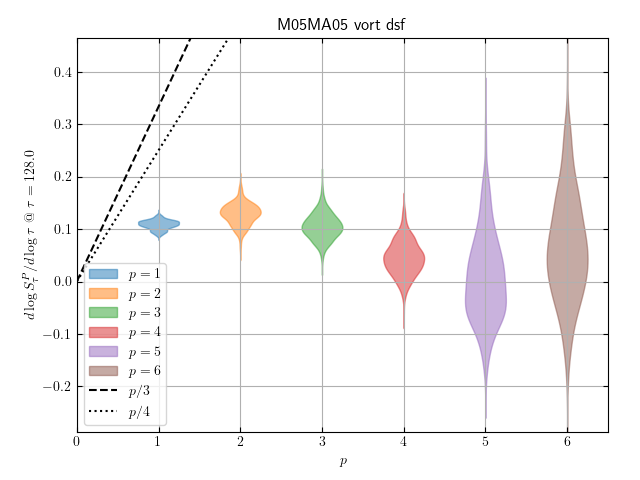 M05MA05 vort dsf
d log S_τ^P / d log τ @ τ = 128.0
0.4
0.3
0.2
0.1
0.0
−0.1
−0.2
p = 1
p = 2
p = 3
p = 4
p = 5
p = 6
p/3
p/4
0 1 2 3 4 5 6
p